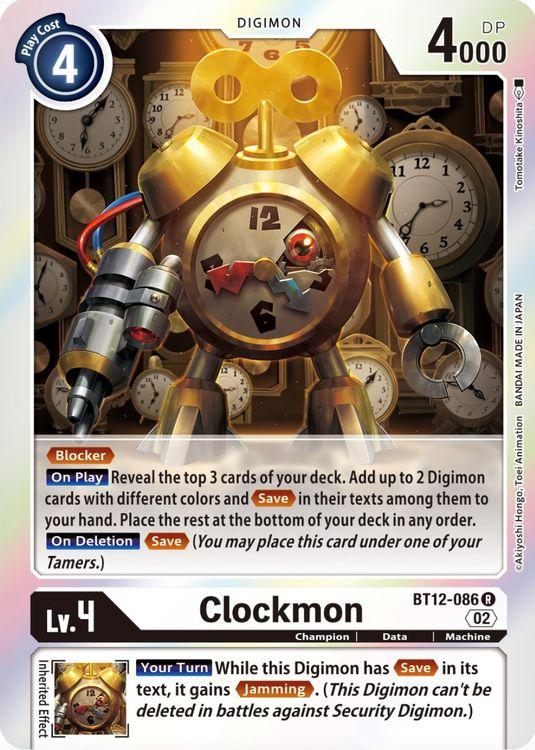 Play Cost
4
DIGIMON
DP
4000
Tomotake Kinoshita
12
6
Blocker
On Play Reveal the top 3 cards of your deck. Add up to 2 Digimon
cards with different colors and Save in their texts among them to
your hand. Place the rest at the bottom of your deck in any order.
On Deletion Save (You may place this card under one of your
Tamers.)
©Akiyoshi Hongo, Toei Animation BANDAI MADE IN JAPAN
Lv.4
Clockmon
BT12-086 R
02
Champion | Data | Machine
Inherited Effect
Your Turn While this Digimon has Save in its
text, it gains Jamming. (This Digimon can't be
deleted in battles against Security Digimon.)